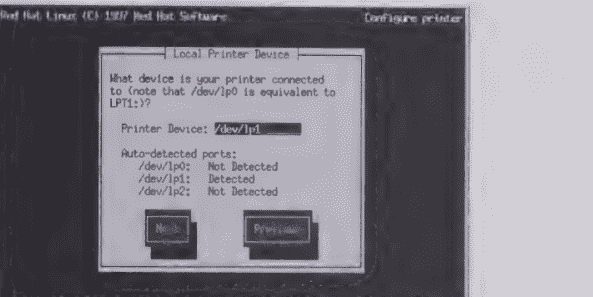 Red Hat Linux (C) 1997 Red Hat Software
Configure printer
Local Printer Device
What device is your printer connected
to (note that /dev/lp0 is equivalent to
LPT1:)?
Printer Device: /dev/lp1
Auto-detected ports:
/dev/lp0: Not Detected
/dev/lp1: Detected
/dev/lp2: Not Detected
Next
Previous